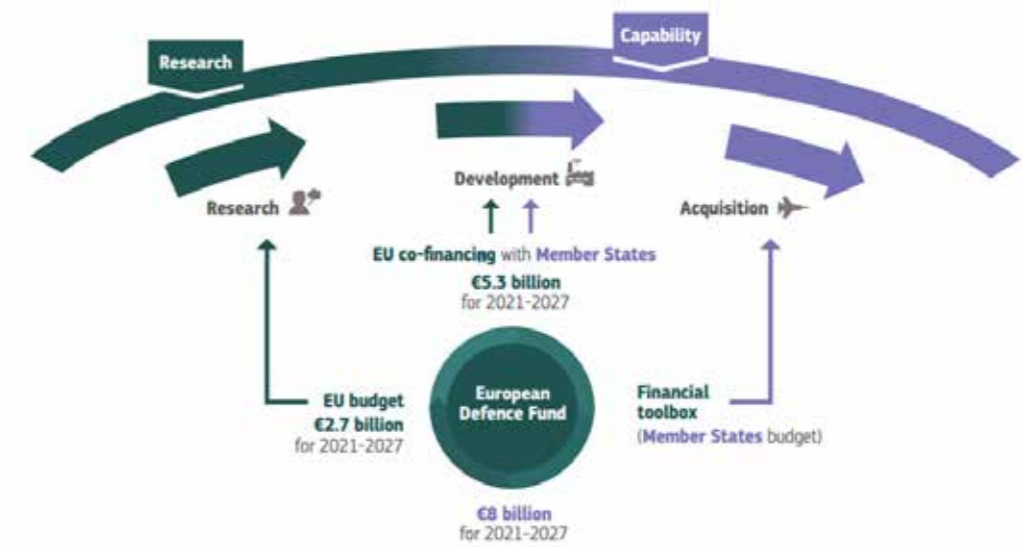 Research
Capability
Research
Development
Acquisition
EU co-financing with Member States
€5.3 billion
for 2021-2027
EU budget
€2.7 billion
for 2021-2027
European
Defence Fund
Financial
toolbox
(Member States budget)
€8 billion
for 2021-2027